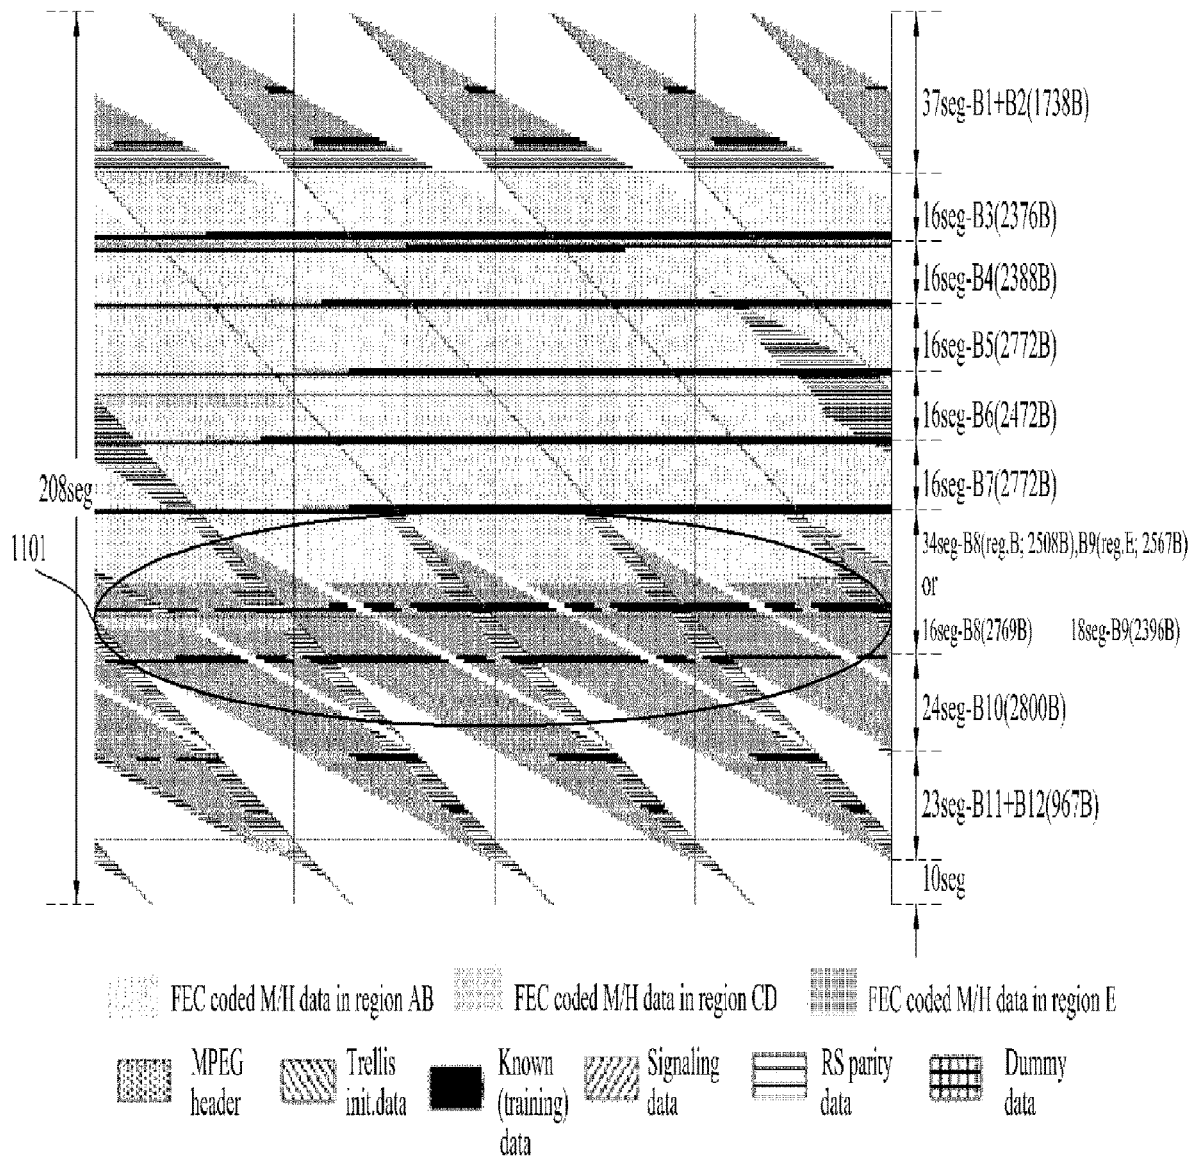 37seg-B1+B2(1738B)
16seg-B3(2376B)
16seg-B4(2388B)
16seg-B5(2772B)
16seg-B6(2472B)
16seg-B7(2772B)
208seg
1101
34seg-B8(reg.B; 2508B),B9(reg.E; 2567B)
or
16seg-B8(2769B) 18seg-B9(2396B)
24seg-B10(2800B)
23seg-B11+B12(967B)
10seg
FEC coded M/H data in region AB
FEC coded M/H data in region CD
FEC coded M/H data in region E
MPEG
header
Trellis
init.data
Known
(training)
data
Signaling
data
RS parity
data
Dummy
data